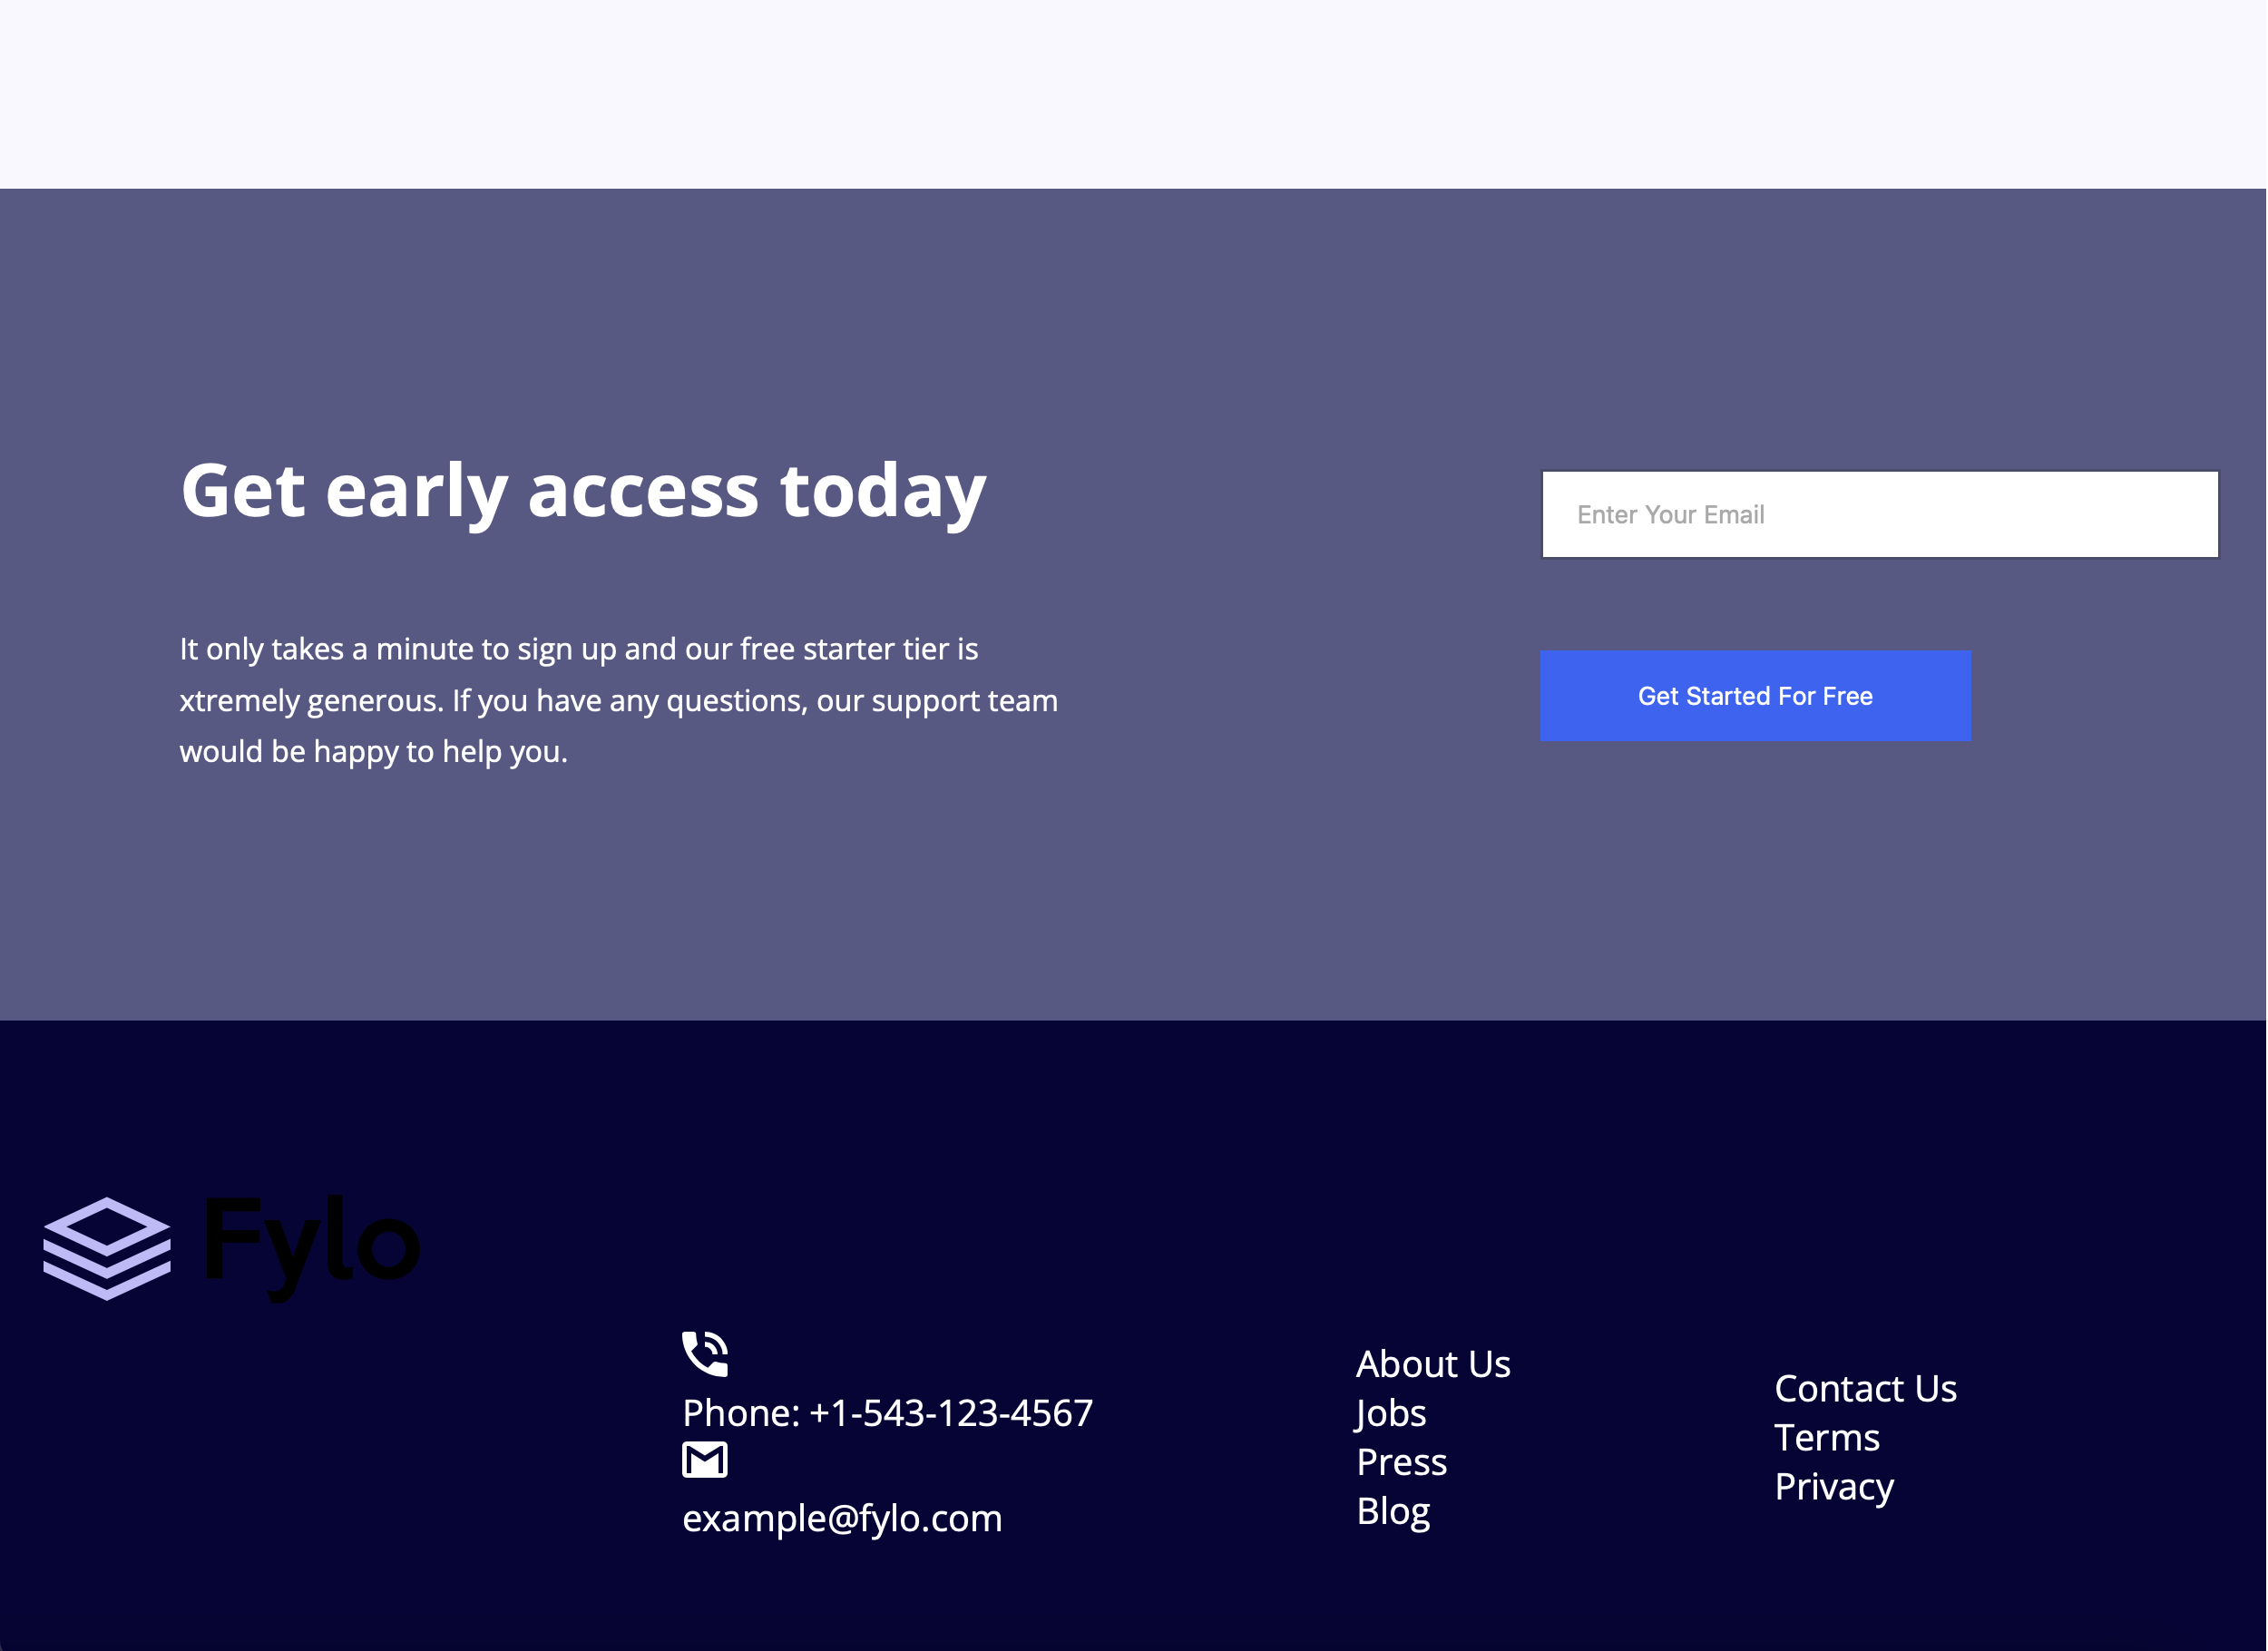 Get early access today
Enter Your Email
It only takes a minute to sign up and our free starter tier is
xtremely generous. If you have any questions, our support team
would be happy to help you.
Get Started For Free
Fylo
Phone: +1-543-123-4567
example@fylo.com
About Us
Jobs
Press
Blog
Contact Us
Terms
Privacy